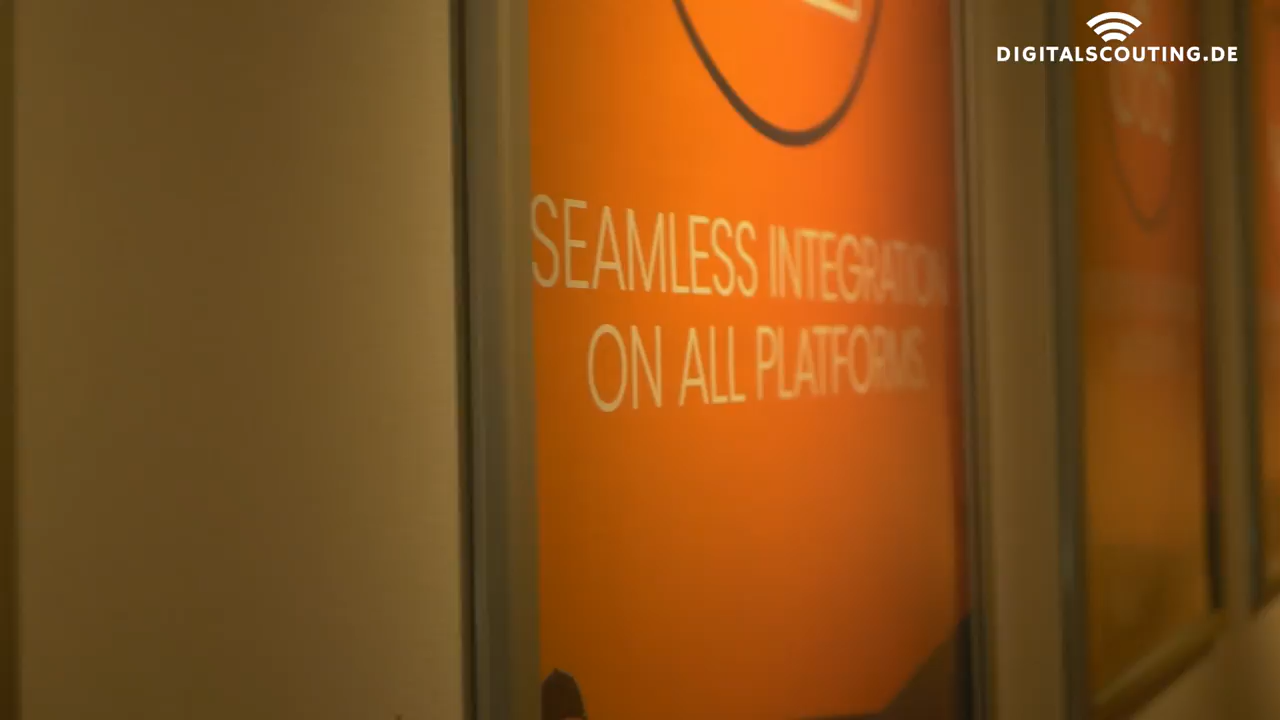 DIGITALSCOUTING.DE
SEAMLESS INTEGRATION
ON ALL PLATFORMS.